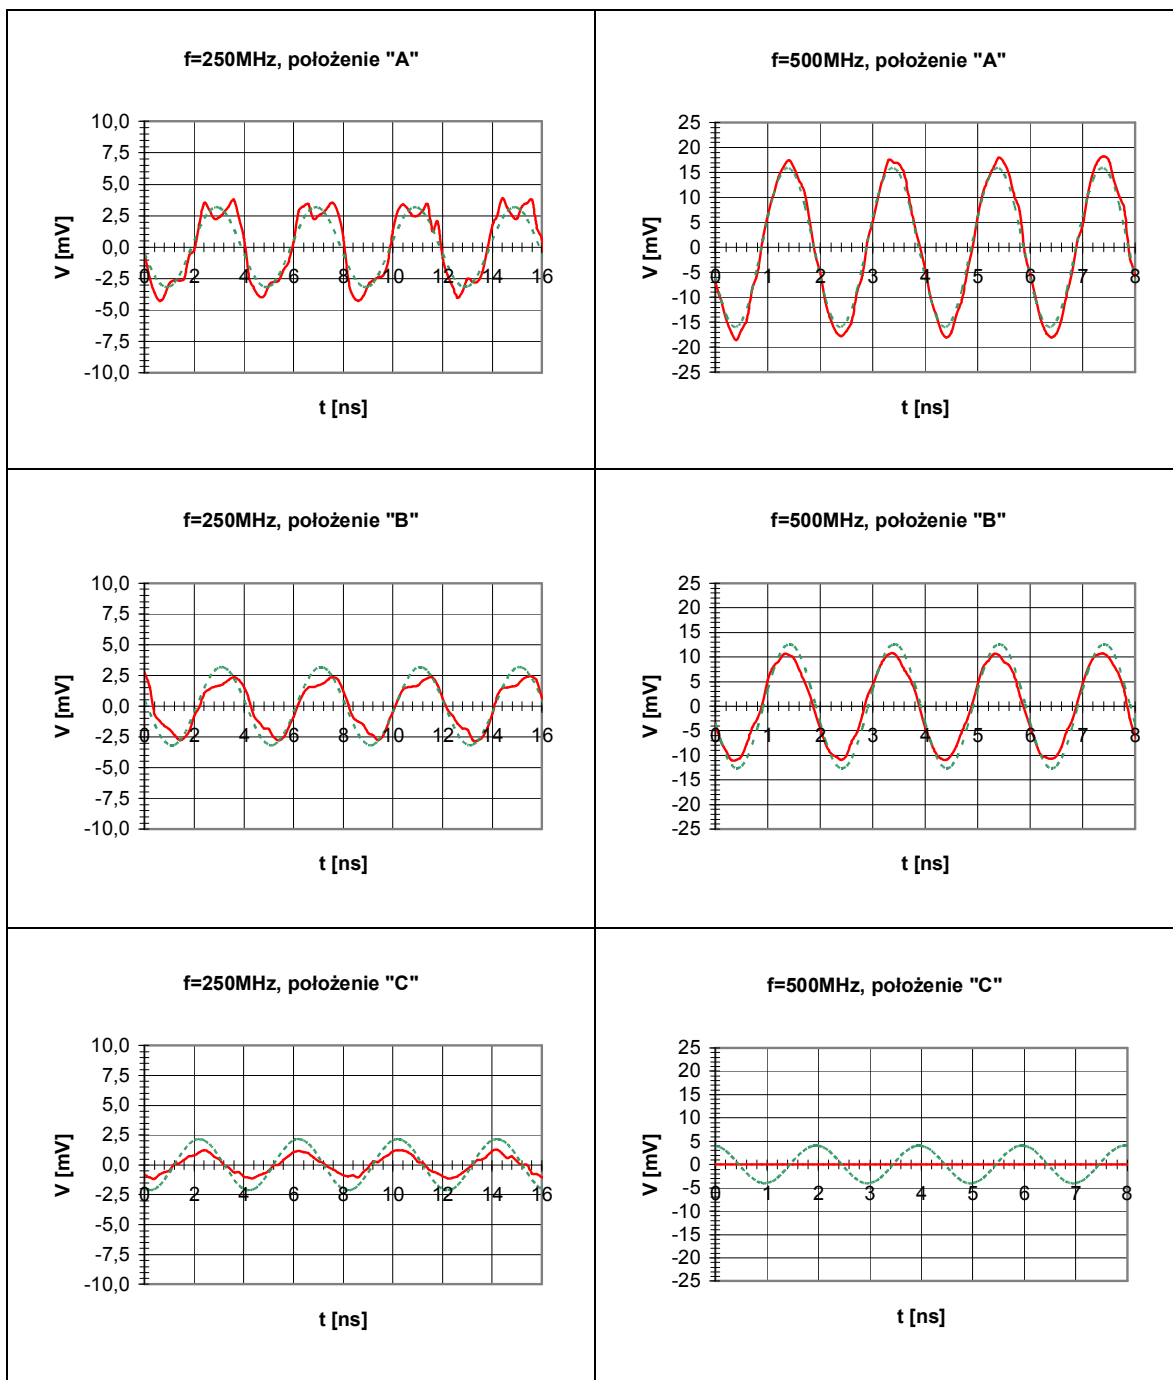 f=250MHz, położenie "A"
10,0
7,5
5,0
2,5
0,0
-2,5
-5,0
-7,5
-10,0
V [mV]
0 2 4 6 8 10 12 14 16
t [ns]
f=500MHz, położenie "A"
25
20
15
10
5
0
-5
-10
-15
-20
-25
V [mV]
0 1 2 3 4 5 6 7 8
t [ns]
f=250MHz, położenie "B"
10,0
7,5
5,0
2,5
0,0
-2,5
-5,0
-7,5
-10,0
V [mV]
0 2 4 6 8 10 12 14 16
t [ns]
f=500MHz, położenie "B"
25
20
15
10
5
0
-5
-10
-15
-20
-25
V [mV]
0 1 2 3 4 5 6 7 8
t [ns]
f=250MHz, położenie "C"
10,0
7,5
5,0
2,5
0,0
-2,5
-5,0
-7,5
-10,0
V [mV]
0 2 4 6 8 10 12 14 16
t [ns]
f=500MHz, położenie "C"
25
20
15
10
5
0
-5
-10
-15
-20
-25
V [mV]
0 1 2 3 4 5 6 7 8
t [ns]